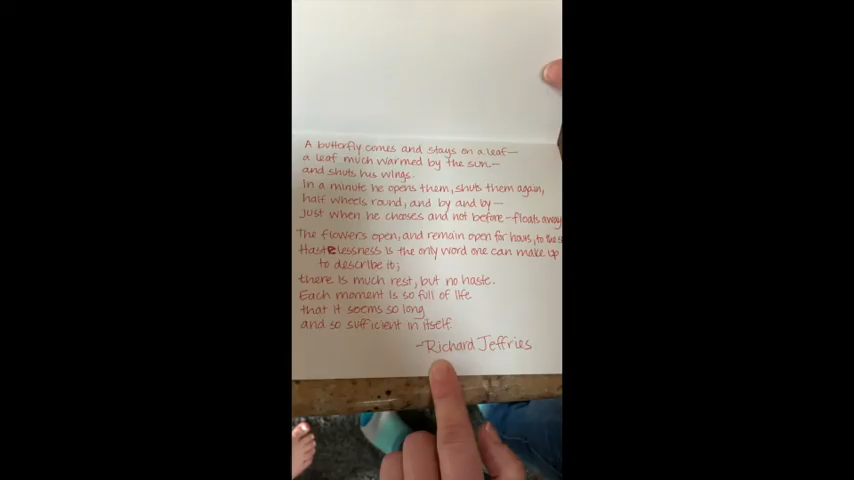 A butterfly comes and stays on a leaf—
a leaf much warmed by the sun—
and shuts his wings.
In a minute he opens them, shuts them again,
half wheels round, and by and by—
just when he chooses and not before—floats away
The flowers open, and remain open for hours, to the
Hastelessness is the only word one can make up
to describe it;
there is much rest, but no haste.
Each moment is so full of life
that it seems so long
and so sufficient in itself.
-Richard Jeffries